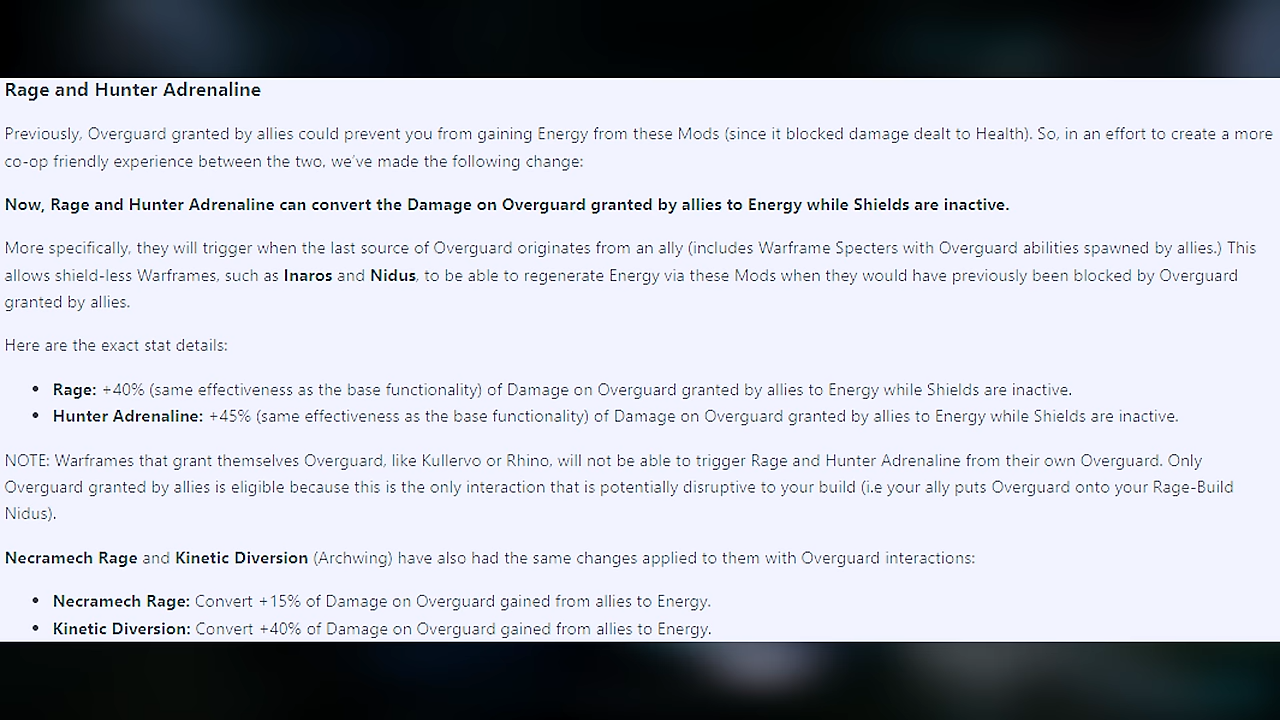 Rage and Hunter Adrenaline
Previously, Overguard granted by allies could prevent you from gaining Energy from these Mods (since it blocked damage dealt to Health). So, in an effort to create a more
co-op friendly experience between the two, we've made the following change:
Now, Rage and Hunter Adrenaline can convert the Damage on Overguard granted by allies to Energy while Shields are inactive.
More specifically, they will trigger when the last source of Overguard originates from an ally (includes Warframe Specters with Overguard abilities spawned by allies.) This
allows shield-less Warframes, such as Inaros and Nidus, to be able to regenerate Energy via these Mods when they would have previously been blocked by Overguard
granted by allies.
Here are the exact stat details:
• Rage: +40% (same effectiveness as the base functionality) of Damage on Overguard granted by allies to Energy while Shields are inactive.
• Hunter Adrenaline: +45% (same effectiveness as the base functionality) of Damage on Overguard granted by allies to Energy while Shields are inactive.
NOTE: Warframes that grant themselves Overguard, like Kullervo or Rhino, will not be able to trigger Rage and Hunter Adrenaline from their own Overguard. Only
Overguard granted by allies is eligible because this is the only interaction that is potentially disruptive to your build (i.e your ally puts Overguard onto your Rage-Build
Nidus).
Necramech Rage and Kinetic Diversion (Archwing) have also had the same changes applied to them with Overguard interactions:
• Necramech Rage: Convert +15% of Damage on Overguard gained from allies to Energy.
• Kinetic Diversion: Convert +40% of Damage on Overguard gained from allies to Energy.